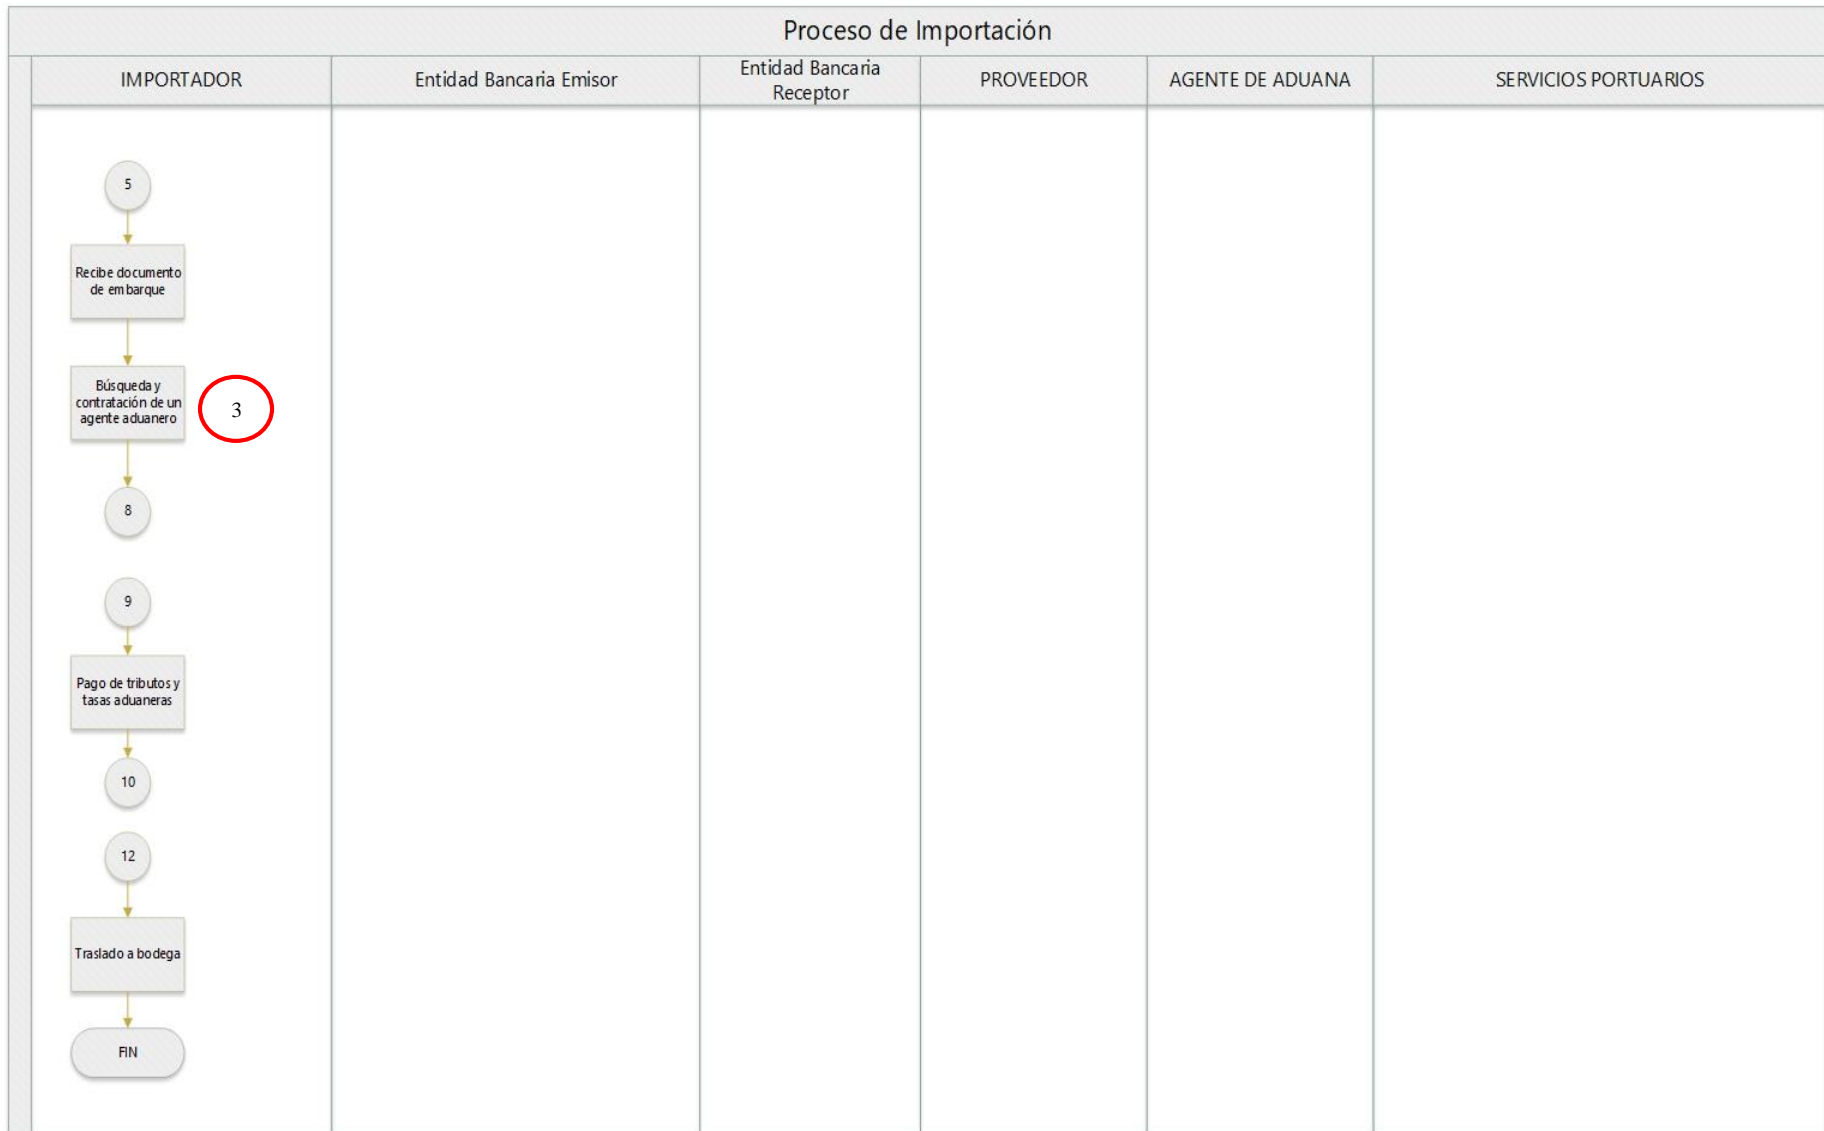 Proceso de Importación
IMPORTADOR
Entidad Bancaria Emisor
Entidad Bancaria
Receptor
PROVEEDOR
AGENTE DE ADUANA
SERVICIOS PORTUARIOS
5
Recibe documento
de embarque
Búsqueda y
contratación de un
agente aduanero
3
8
9
Pago de tributos y
tasas aduaneras
10
12
Traslado a bodega
FIN